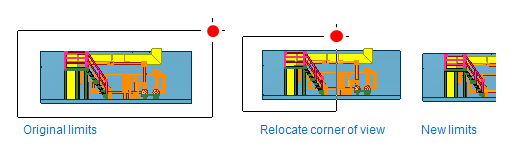 Original limits
Relocate corner of view
New limits